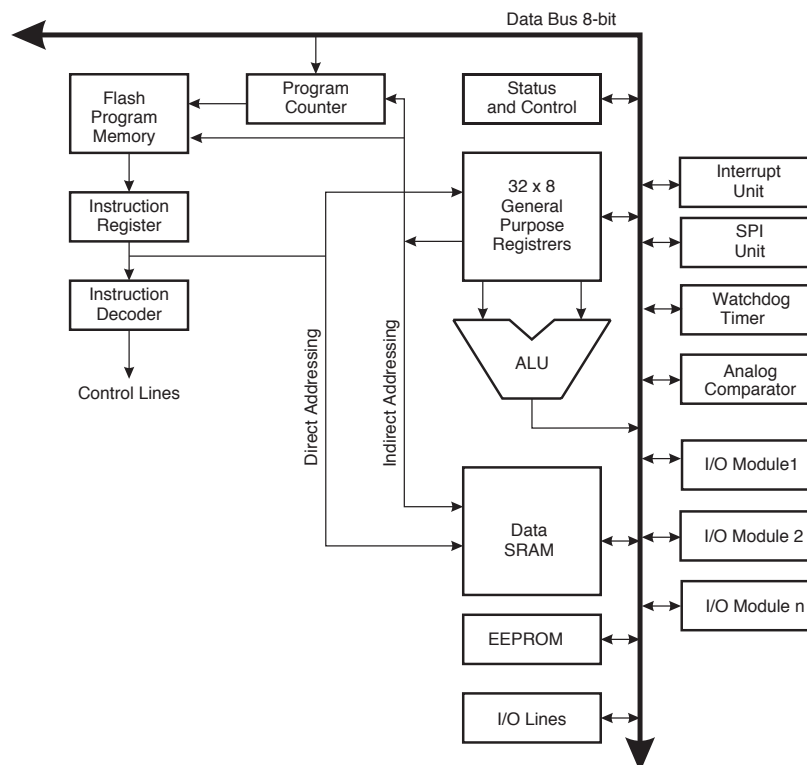 Data Bus 8-bit
Flash
Program
Memory
Program
Counter
Status
and Control
Interrupt
Unit
32 x 8
General
Purpose
Registrers
Instruction
Register
SPI
Unit
Instruction
Decoder
Watchdog
Timer
Direct Addressing
Indirect Addressing
ALU
Analog
Comparator
Control Lines
I/O Module1
Data
SRAM
I/O Module 2
I/O Module n
EEPROM
I/O Lines